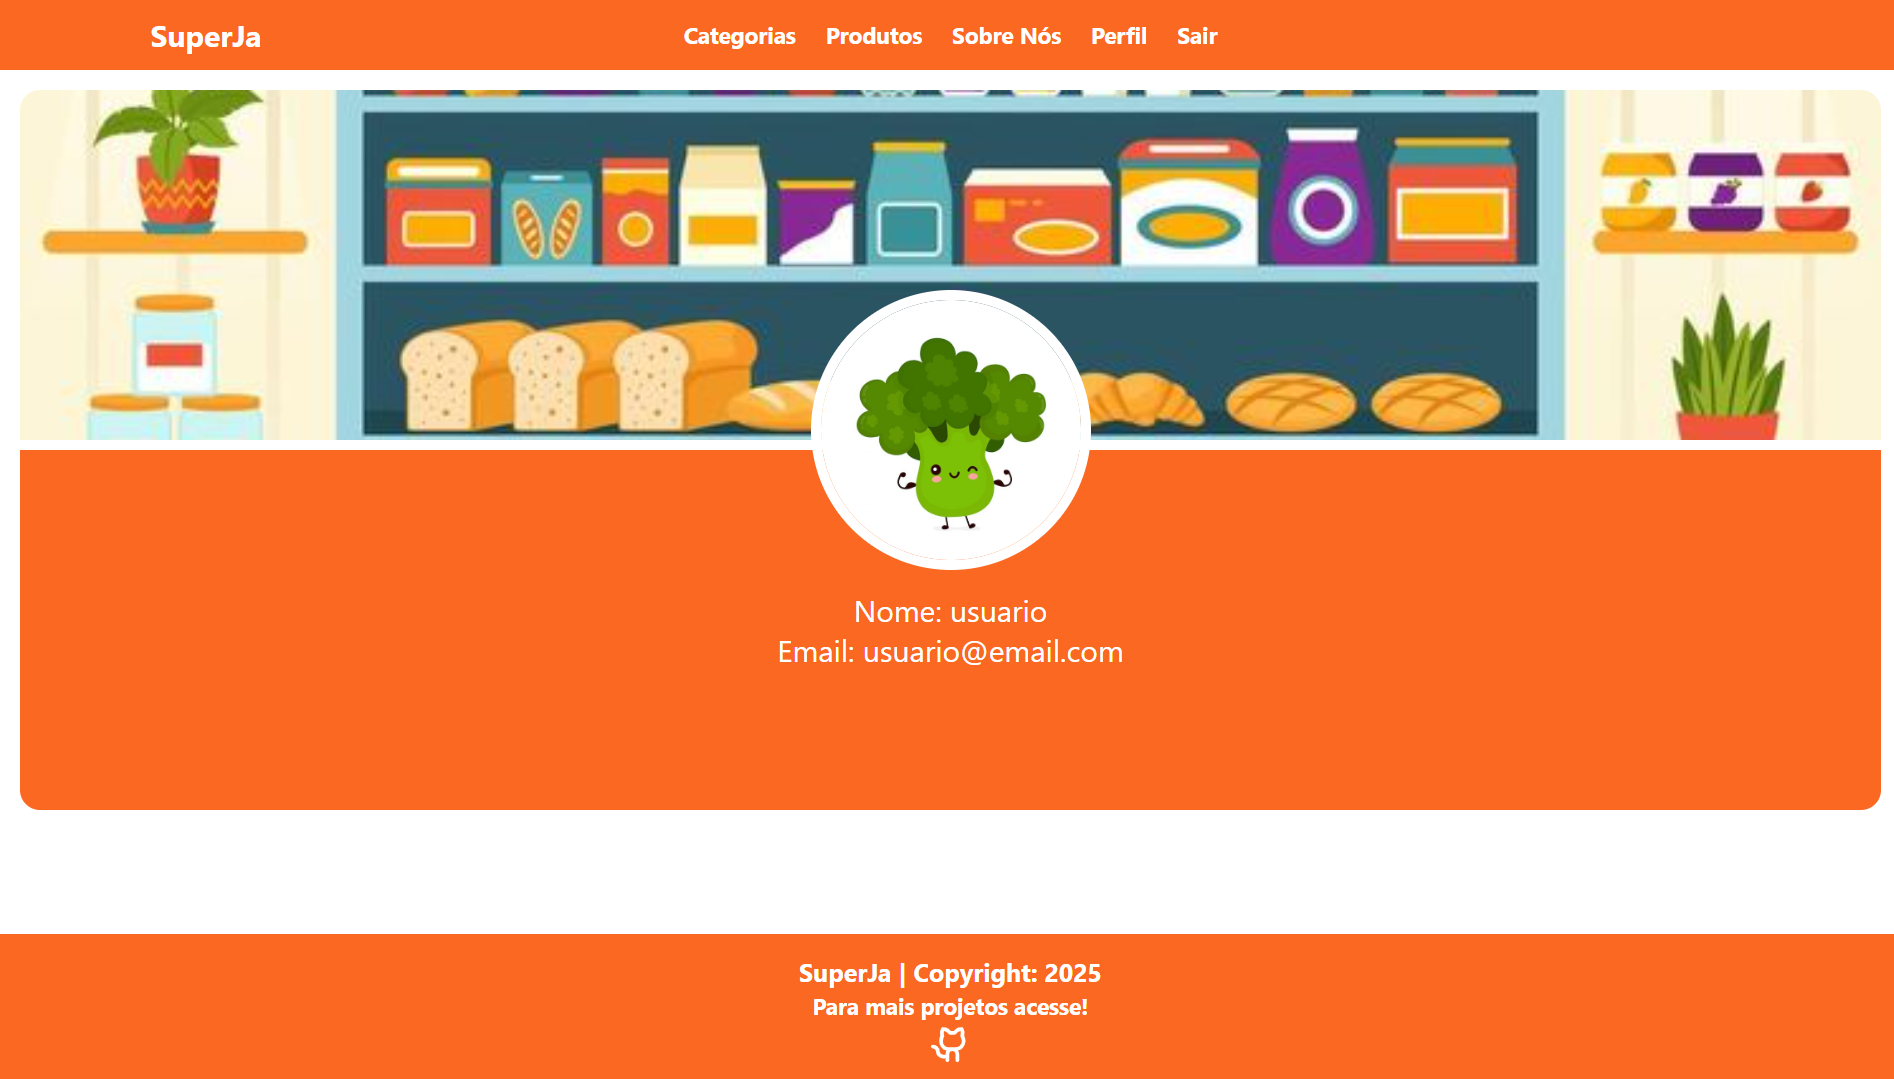 SuperJa
Categorias Produtos Sobre Nós Perfil Sair
Nome: usuario
Email: usuario@email.com
SuperJa | Copyright: 2025
Para mais projetos acesse!